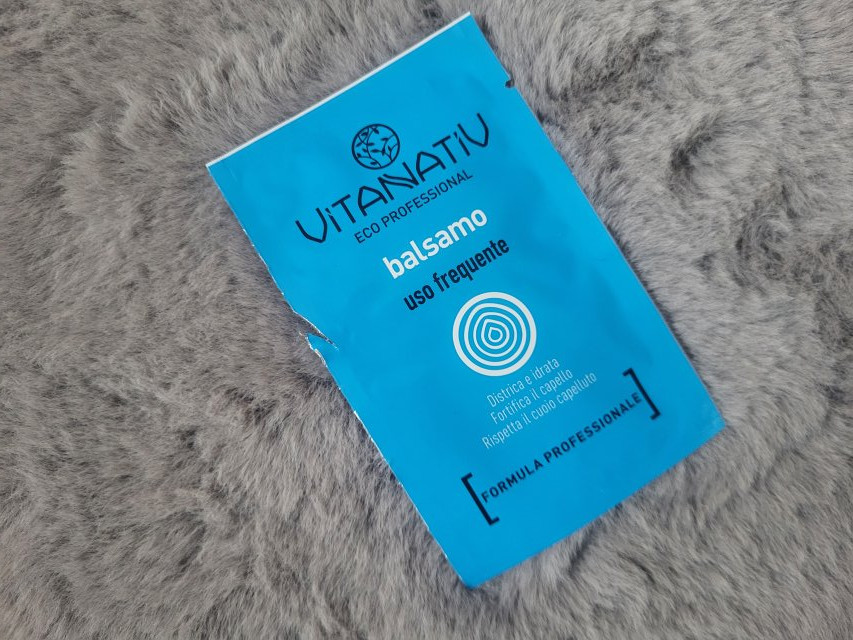 VITANATIV
ECO PROFESSIONAL
balsamo
uso frequente
Districa e idrata
Fortifica il capello
Rispetta il cuoio capelluto
[FORMULA PROFESSIONALE]